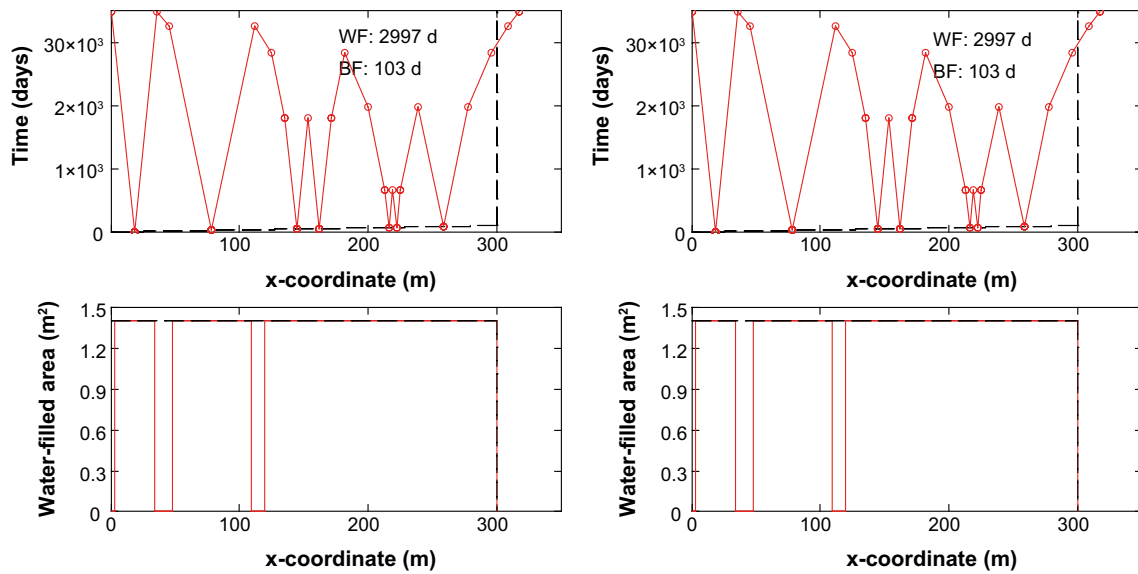 30×10³
2×10³
1×10³
0
Time (days)
WF: 2997 d
BF: 103 d
100
200
300
x-coordinate (m)
30×10³
2×10³
1×10³
0
Time (days)
WF: 2997 d
BF: 103 d
100
200
300
x-coordinate (m)
1.5
1.2
0.9
0.6
0.3
0
Water-filled area (m²)
0
100
200
300
x-coordinate (m)
1.5
1.2
0.9
0.6
0.3
0
Water-filled area (m²)
0
100
200
300
x-coordinate (m)